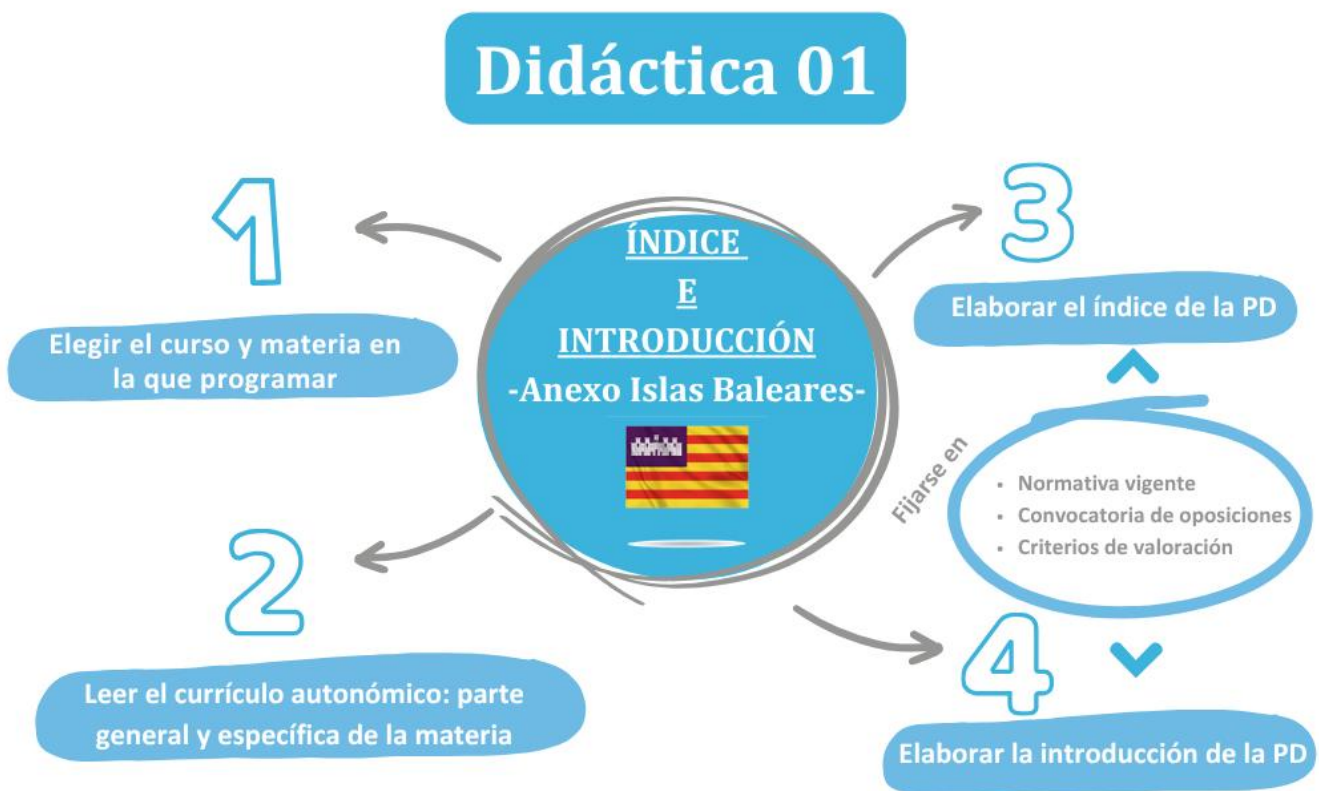 Didáctica 01
1
Elegir el curso y materia en
la que programar
2
Leer el currículo autonómico: parte
general y específica de la materia
ÍNDICE
E
INTRODUCCIÓN
-Anexo Islas Baleares-
3
Elaborar el índice de la PD
Fijarse en
• Normativa vigente
• Convocatoria de oposiciones
• Criterios de valoración
4
Elaborar la introducción de la PD